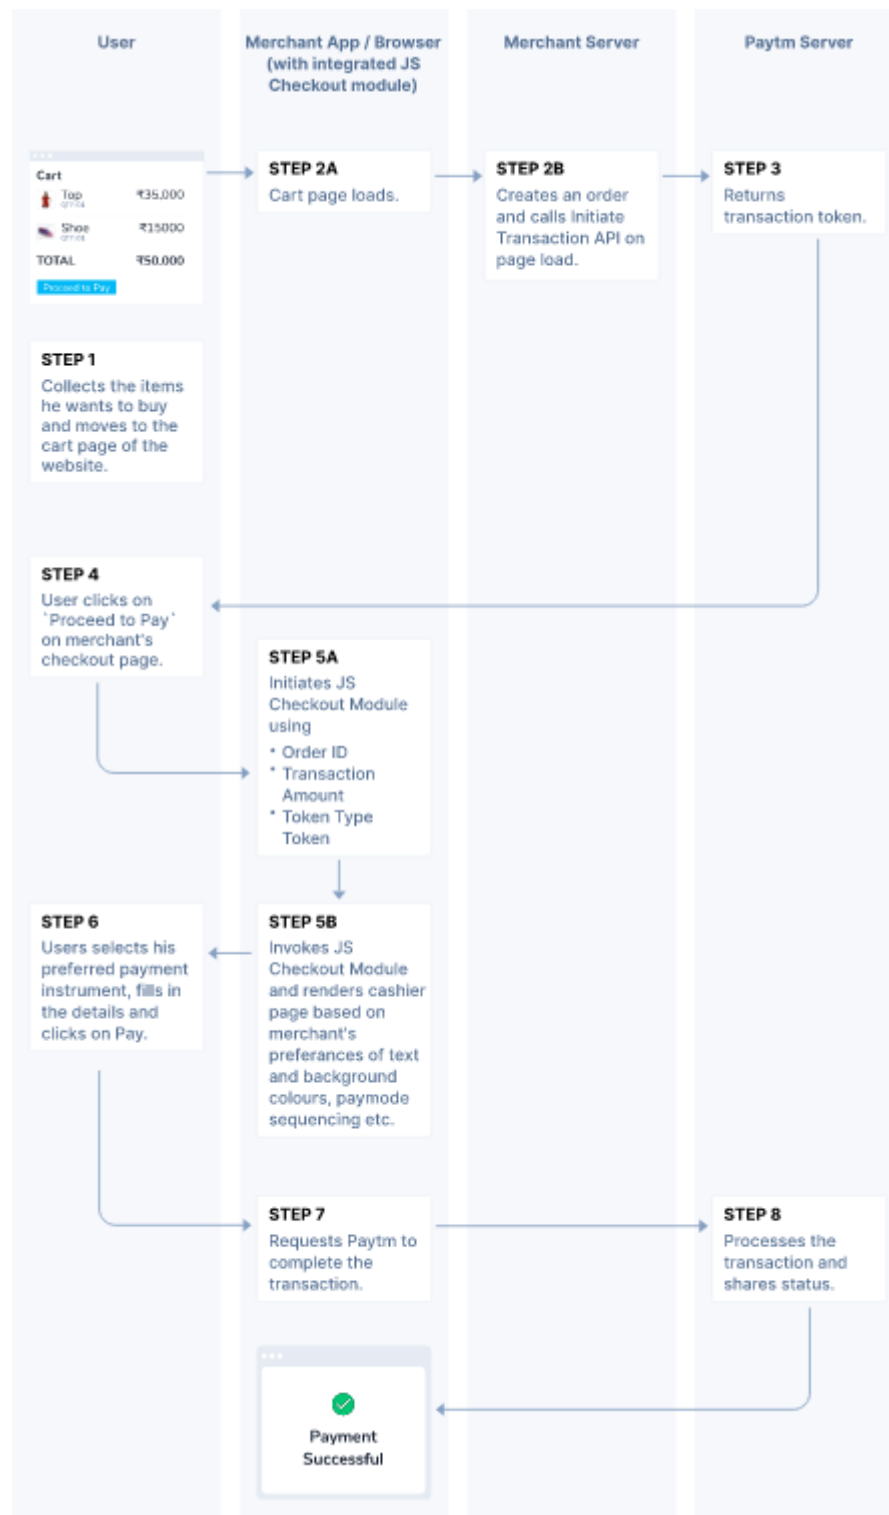 User
Merchant App / Browser
(with integrated JS
Checkout module)
Merchant Server
Paytm Server
Cart
Top
₹35,000
Shoe
₹15000
TOTAL
₹50.000
Proceed to Pay
STEP 1
Collects the items
he wants to buy
and moves to the
cart page of the
website.
STEP 2A
Cart page loads.
STEP 2B
Creates an order
and calls Initiate
Transaction API on
page load.
STEP 3
Returns
transaction token.
STEP 4
User clicks on
`Proceed to Pay`
on merchant's
checkout page.
STEP 5A
Initiates JS
Checkout Module
using
• Order ID
• Transaction
Amount
• Token Type
Token
STEP 5B
Invokes JS
Checkout Module
and renders cashier
page based on
merchant's
preferances of text
and background
colours, paymode
sequencing etc.
STEP 6
Users selects his
preferred payment
instrument, fills in
the details and
clicks on Pay.
STEP 7
Requests Paytm to
complete the
transaction.
STEP 8
Processes the
transaction and
shares status.
Payment
Successful